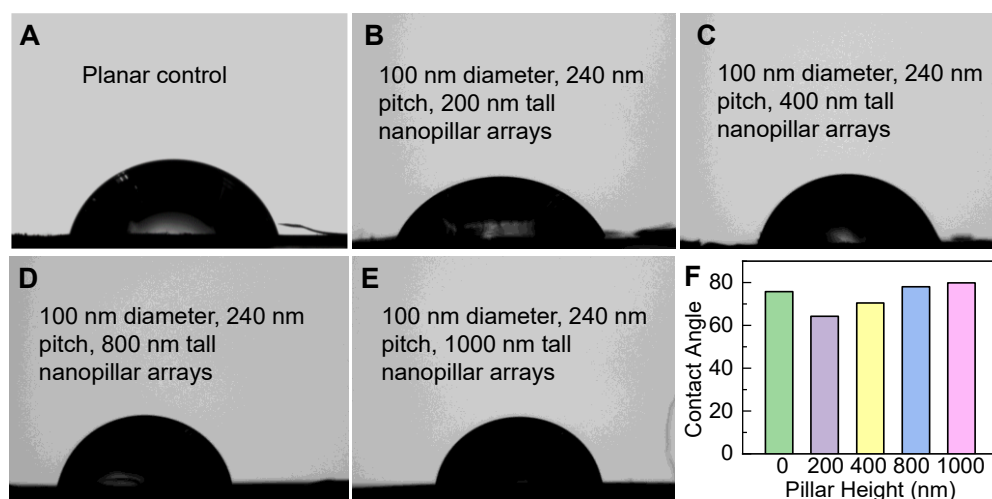 A
Planar control
B
100 nm diameter, 240 nm
pitch, 200 nm tall
nanopillar arrays
C
100 nm diameter, 240 nm
pitch, 400 nm tall
nanopillar arrays
D
100 nm diameter, 240 nm
pitch, 800 nm tall
nanopillar arrays
E
100 nm diameter, 240 nm
pitch, 1000 nm tall
nanopillar arrays
F
Contact Angle
80
60
40
20
0
0 200 400 800 1000
Pillar Height (nm)